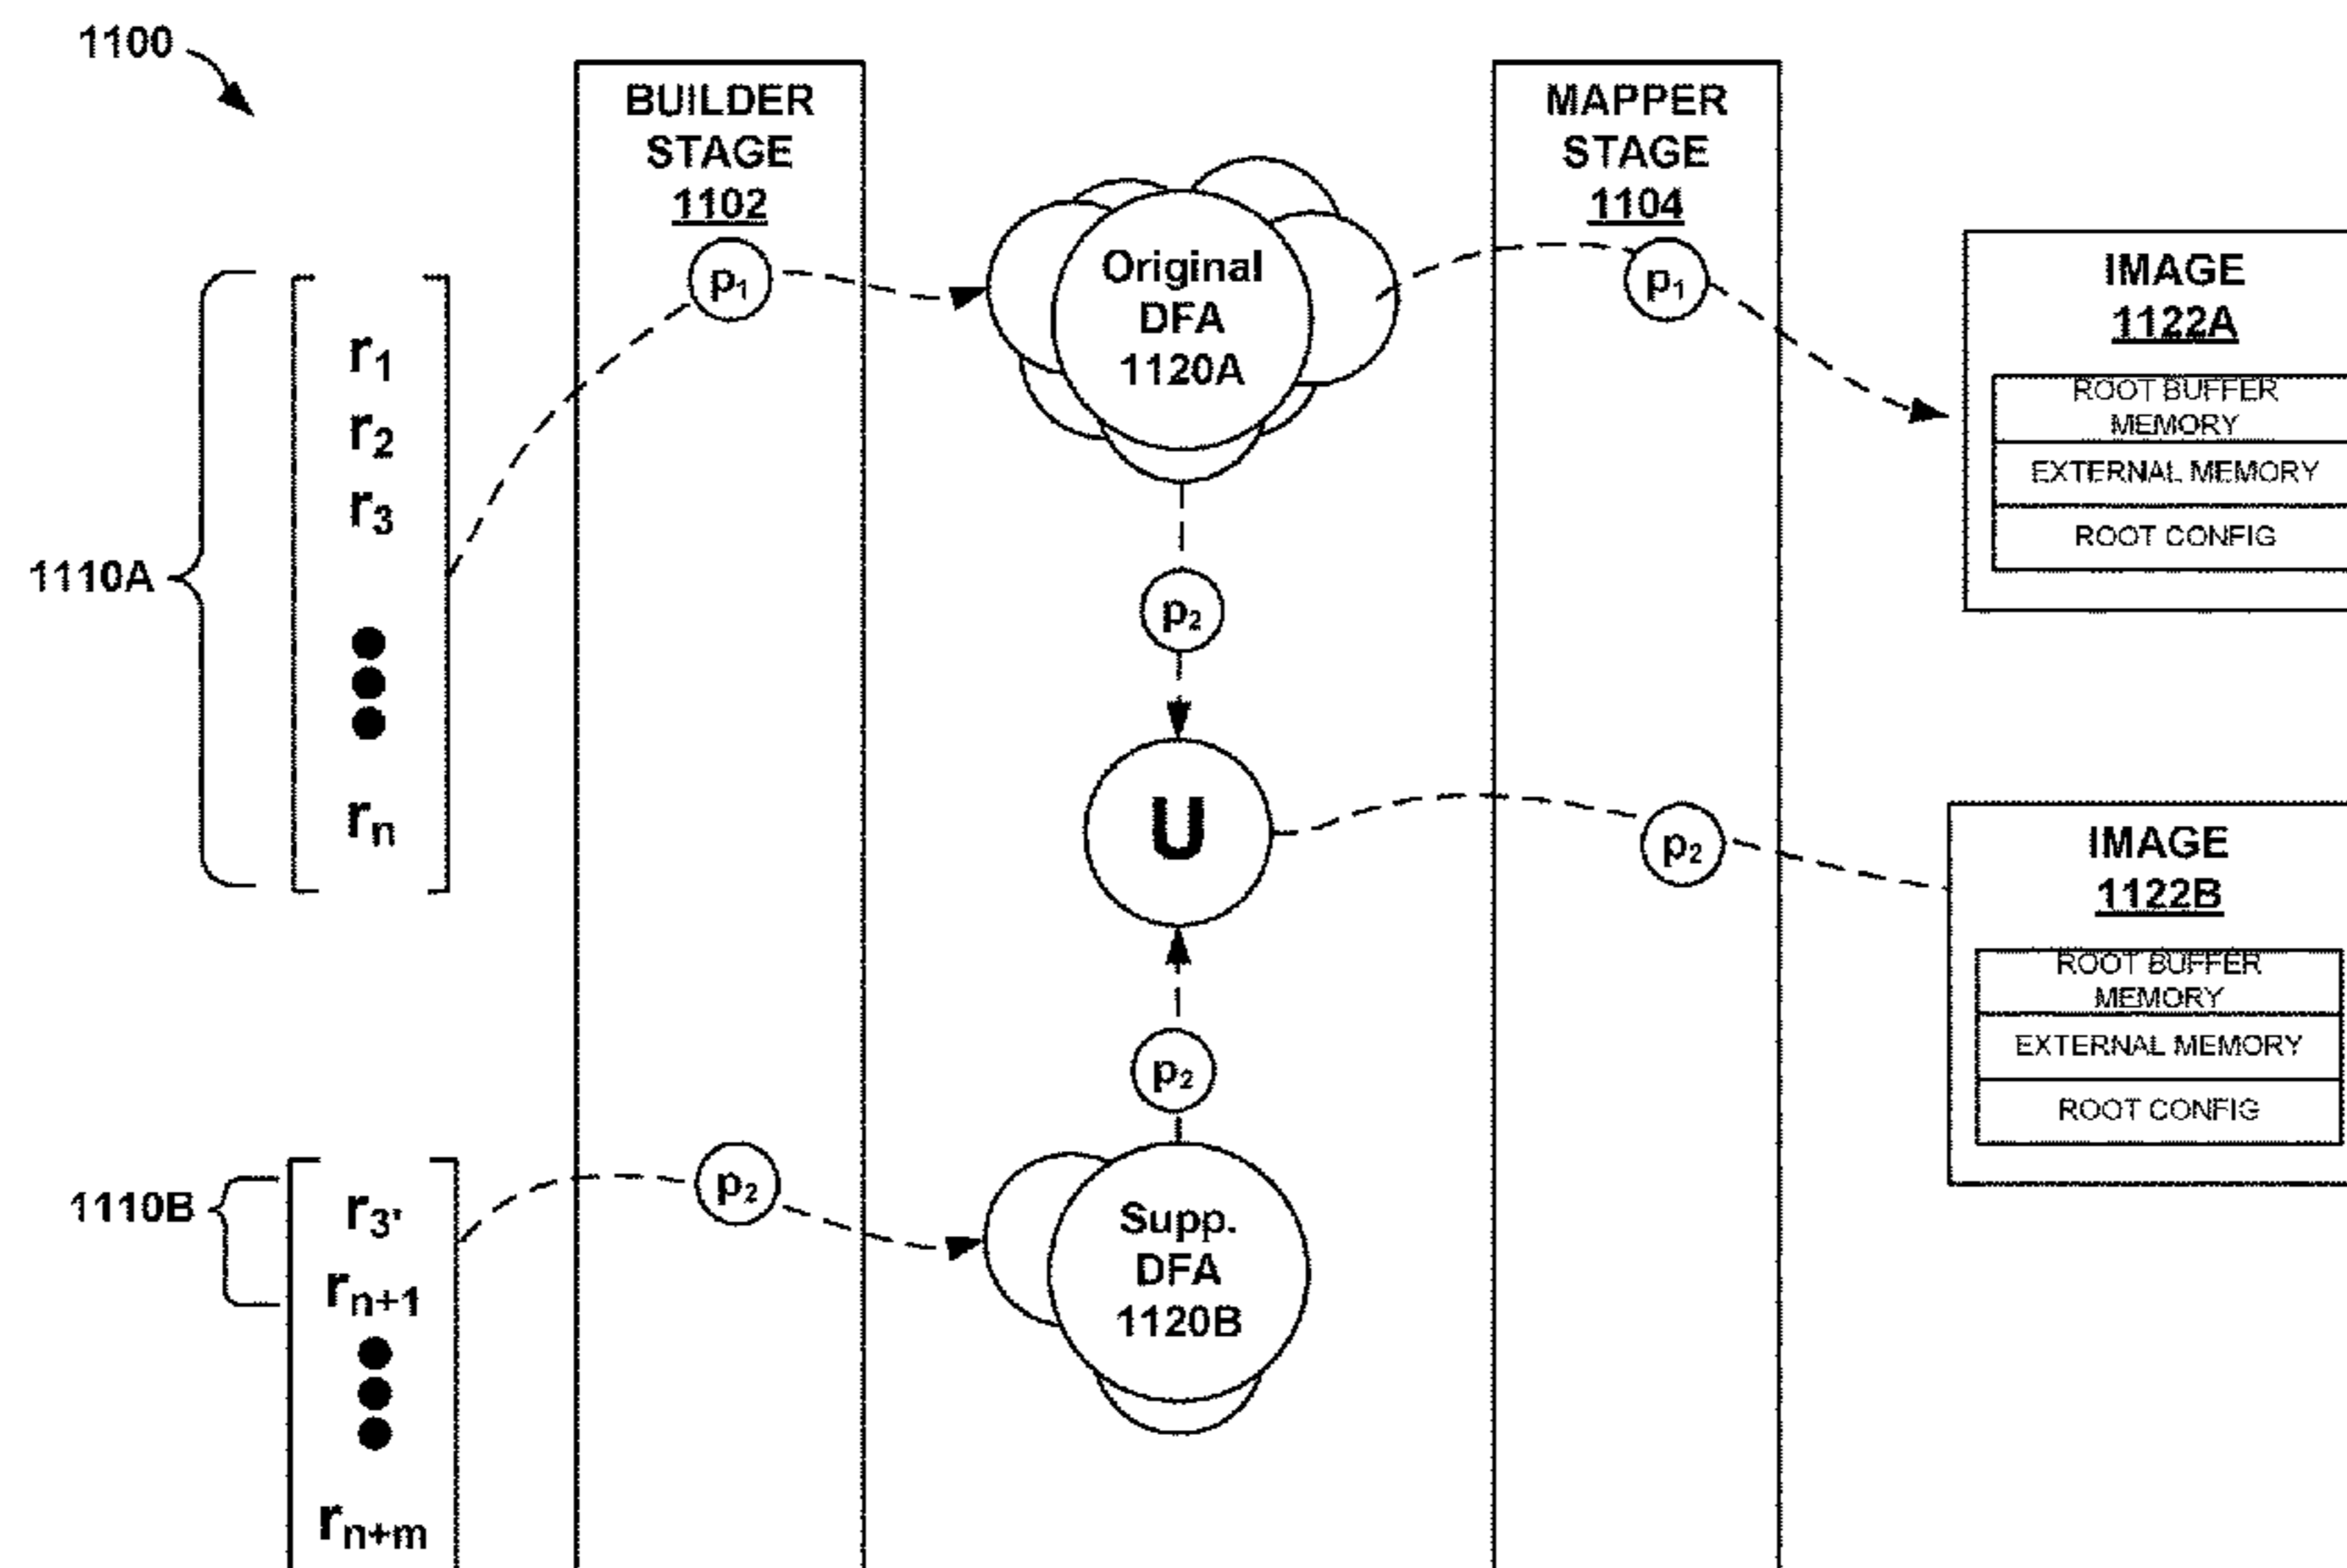 1100
BUILDER
STAGE
1102
p1
MAPPER
STAGE
1104
p1
Original
DFA
1120A
IMAGE
1122A
ROOT BUFFER
MEMORY
EXTERNAL MEMORY
ROOT CONFIG
1110A
r1
r2
r3
rn
p2
U
p2
IMAGE
1122B
ROOT BUFFER
MEMORY
EXTERNAL MEMORY
ROOT CONFIG
p2
1110B
r3'
rn+1
rn+m
p2
Supp.
DFA
1120B